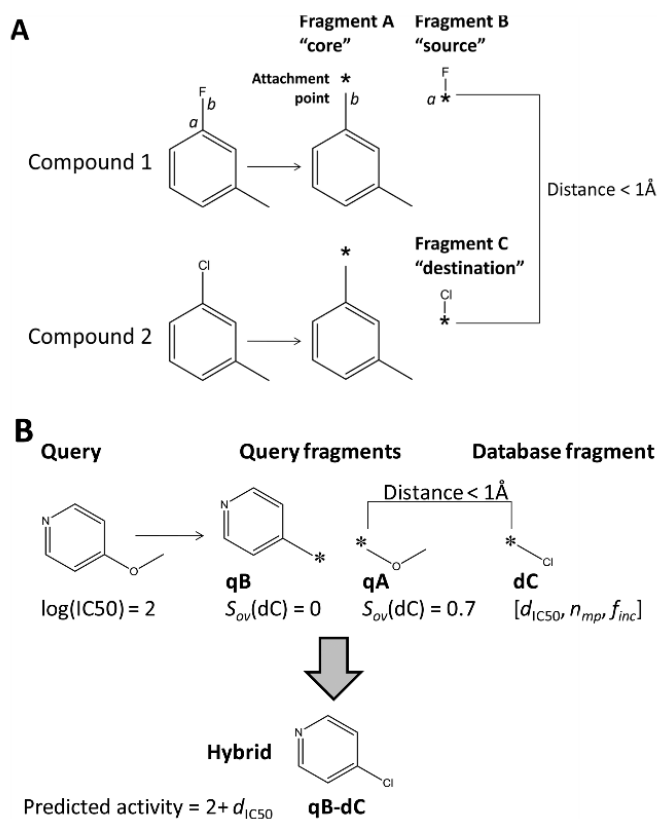 A
Fragment A
"core"
Fragment B
"source"
Attachment
point
*
b
F
b
a
F
a *
Compound 1
Distance < 1Å
Fragment C
"destination"
Cl
*
Cl
*
Compound 2
B
Query
Query fragments
Database fragment
Distance < 1Å
N
O
N
*
*
O
*
Cl
qB
qA
dC
log(IC50) = 2
Sov(dC) = 0
Sov(dC) = 0.7
[dIC50, nmp, finc]
Hybrid
N
Cl
Predicted activity = 2+ dIC50
qB-dC